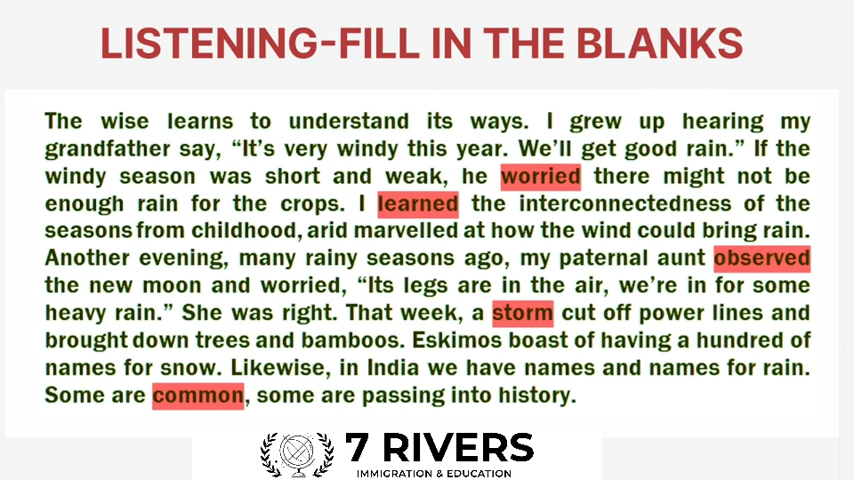 LISTENING-FILL IN THE BLANKS
The wise learns to understand its ways. I grew up hearing my
grandfather say, “It’s very windy this year. We’ll get good rain.” If the
windy season was short and weak, he worried there might not be
enough rain for the crops. I learned the interconnectedness of the
seasons from childhood, arid marvelled at how the wind could bring rain.
Another evening, many rainy seasons ago, my paternal aunt observed
the new moon and worried, “Its legs are in the air, we’re in for some
heavy rain.” She was right. That week, a storm cut off power lines and
brought down trees and bamboos. Eskimos boast of having a hundred of
names for snow. Likewise, in India we have names and names for rain.
Some are common, some are passing into history.
7 RIVERS
IMMIGRATION & EDUCATION